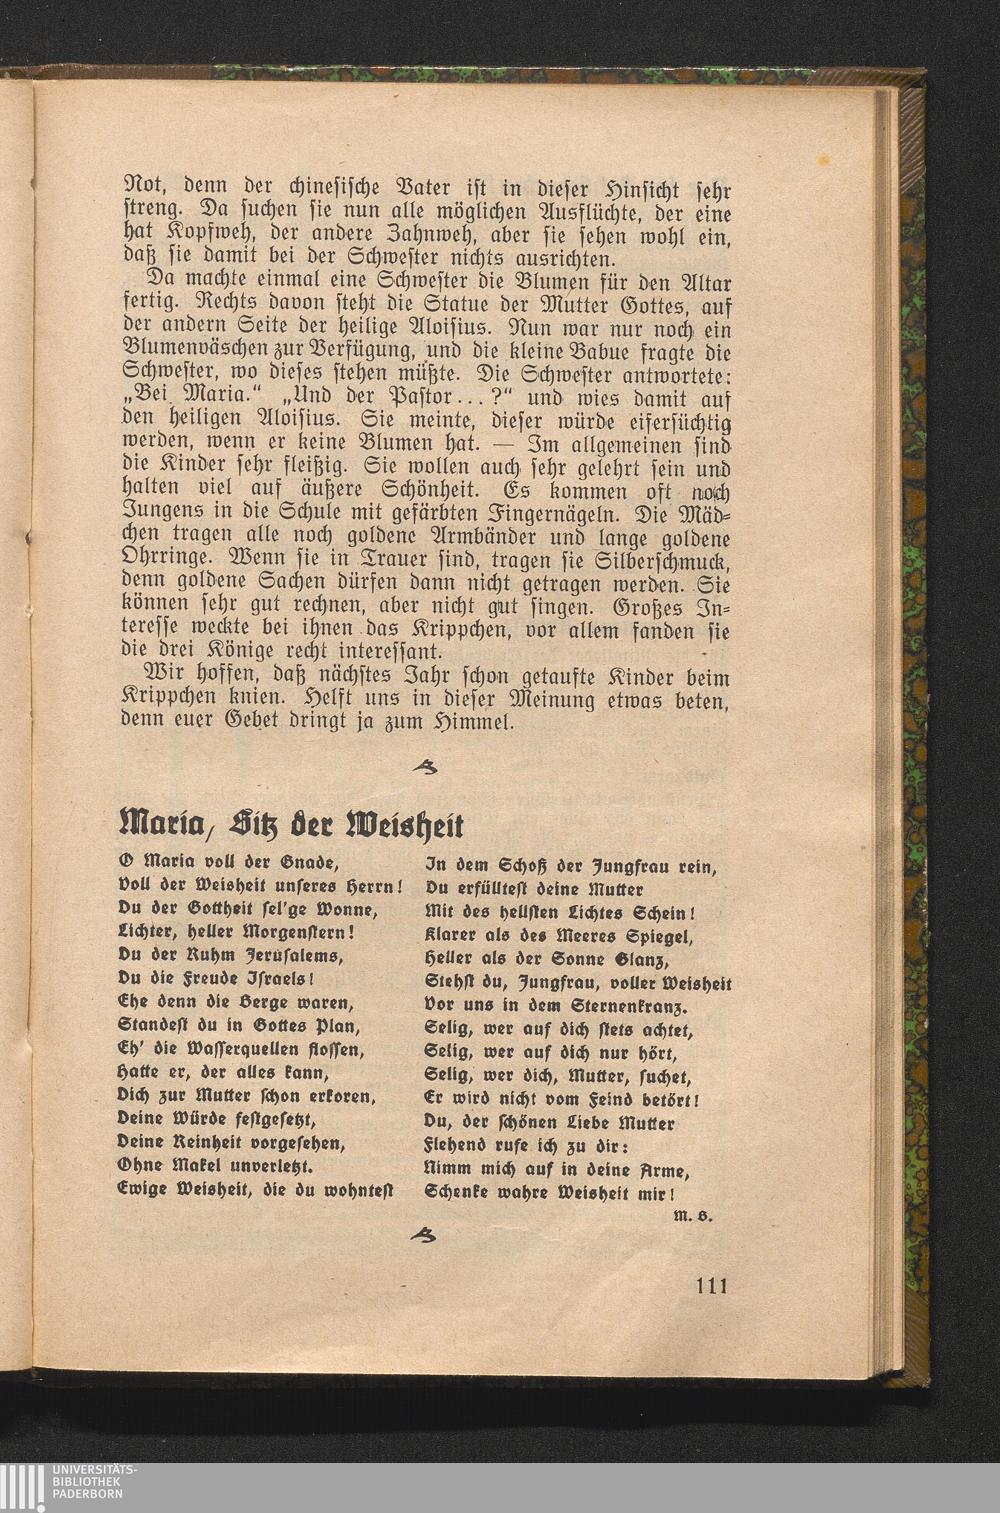 Not, denn der chinesische Vater ist in dieser Hinsicht sehr
streng. Da suchen sie nun alle möglichen Ausflüchte, der eine
hat Kopfweh, der andere Zahnweh, aber sie sehen wohl ein,
daß sie damit bei der Schwester nichts ausrichten.
Da machte einmal eine Schwester die Blumen für den Altar
fertig. Rechts davon steht die Statue der Mutter Gottes, auf
der andern Seite der heilige Aloisius. Nun war nur noch ein
Blumenväschen zur Verfügung, und die kleine Babue fragte die
Schwester, wo dieses stehen müßte. Die Schwester antwortete:
„Bei Maria.“ „Und der Pastor...?“ und wies damit auf
den heiligen Aloisius. Sie meinte, dieser würde eifersüchtig
werden, wenn er keine Blumen hat. — Im allgemeinen sind
die Kinder sehr fleißig. Sie wollen auch sehr gelehrt sein und
halten viel auf äußere Schönheit. Es kommen oft noch
Jungens in die Schule mit gefärbten Fingernägeln. Die Mäd-
chen tragen alle noch goldene Armbänder und lange goldene
Ohrringe. Wenn sie in Trauer sind, tragen sie Silberschmuck,
denn goldene Sachen dürfen dann nicht getragen werden. Sie
können sehr gut rechnen, aber nicht gut singen. Großes In-
teresse weckte bei ihnen das Krippchen, vor allem fanden sie
die drei Könige recht interessant.
Wir hoffen, daß nächstes Jahr schon getaufte Kinder beim
Krippchen knien. Helft uns in dieser Meinung etwas beten,
denn euer Gebet dringt ja zum Himmel.
Maria, Sitz der Weisheit
O Maria voll der Gnade,
Voll der Weisheit unseres Herrn!
Du der Gottheit sel'ge Wonne,
Lichter, heller Morgenstern!
Du der Ruhm Jerusalems,
Du die Freude Israels!
Ehe denn die Berge waren,
Standest du in Gottes Plan,
Eh' die Wasserquellen flossen,
Hatte er, der alles kann,
Dich zur Mutter schon erkoren,
Deine Würde festgesetzt,
Deine Reinheit vorgesehen,
Ohne Makel unverletzt.
Ewige Weisheit, die du wohntest
In dem Schoß der Jungfrau rein,
Du erfülltest deine Mutter
Mit des hellsten Lichtes Schein!
Klarer als des Meeres Spiegel,
Heller als der Sonne Glanz,
Stehst du, Jungfrau, voller Weisheit
Vor uns in dem Sternenkranz.
Selig, wer auf dich stets achtet,
Selig, wer auf dich nur hört,
Selig, wer dich, Mutter, suchet,
Er wird nicht vom Feind betört!
Du, der schönen Liebe Mutter
Flehend rufe ich zu dir:
Nimm mich auf in deine Arme,
Schenke wahre Weisheit mir!
M. B.
111
UNIVERSITÄTS-
BIBLIOTHEK
PADERBORN